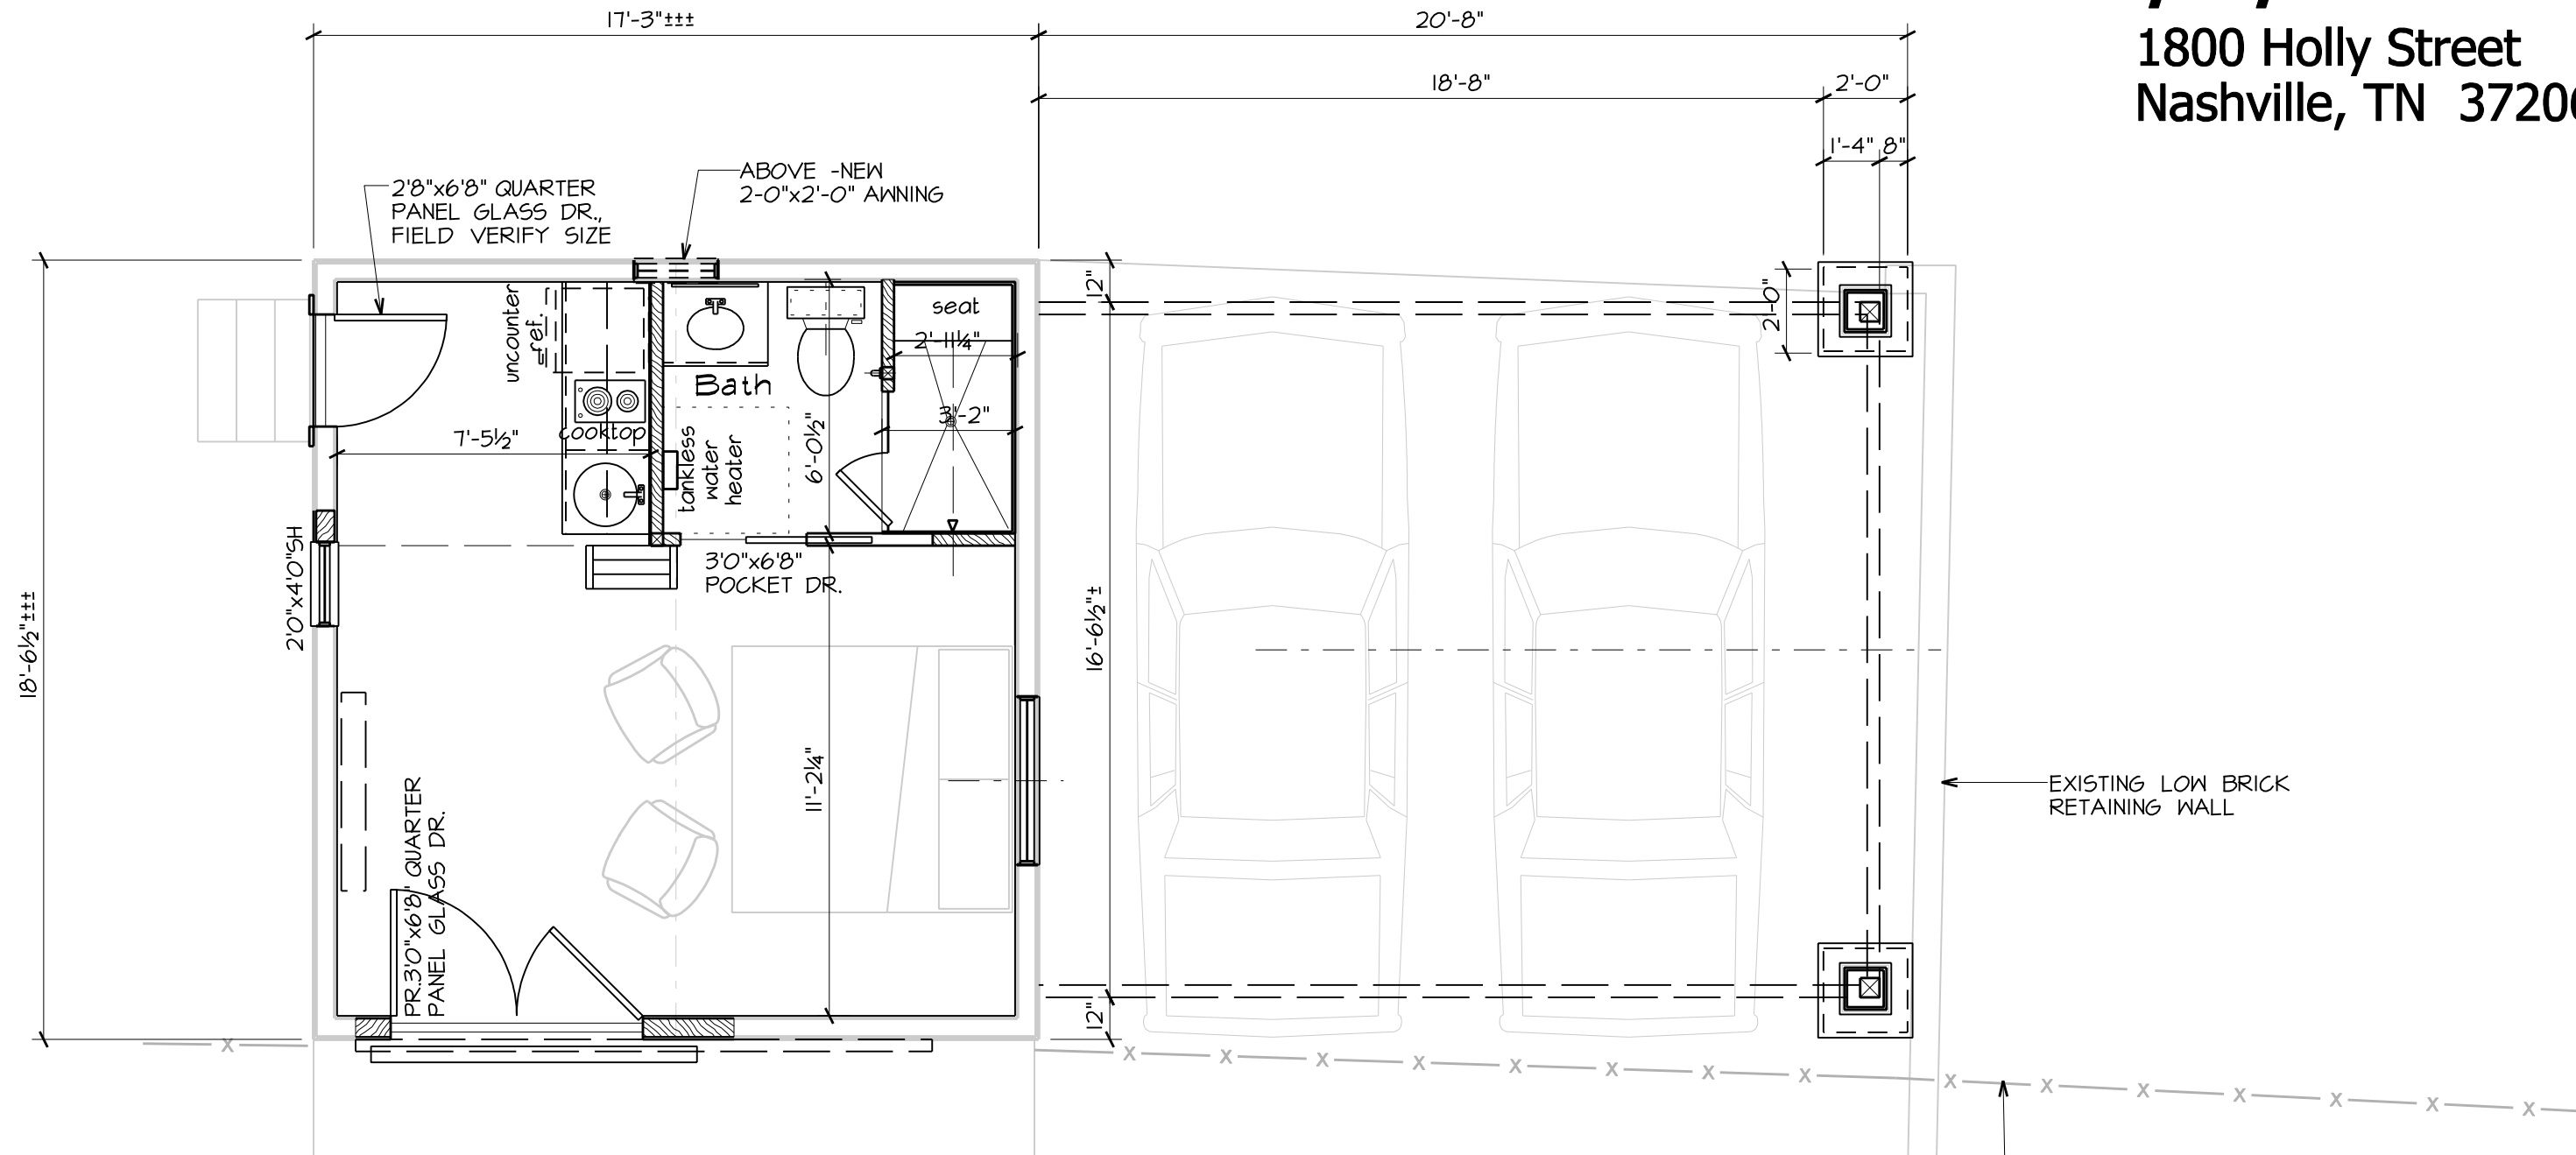 17'-3"±±±
20'-8"
1800 Holly Street
18'-8"
2'-0"
Nashville, TN
1'-4"
8"
ABOVE -NEW
2-0"x2'-0" AWNING
2'8"x6'8" QUARTER
PANEL GLASS DR.,
FIELD VERIFY SIZE
12"
2'-0"
uncounter
ref.
seat
2'-11¼"
Bath
3'-2"
7'-5½"
cooktop
tankless
water
heater
6'-0½"
2'0"x4'0"SH
3'0"x6'8"
POCKET DR.
18'-6½"±±±
16'-6½"±
11'-2¼"
EXISTING LOW BRICK
RETAINING WALL
PR.3'0"x6'8' QUARTER
PANEL GLASS DR.
12"
x
x x x x x x x x x x x x x x x